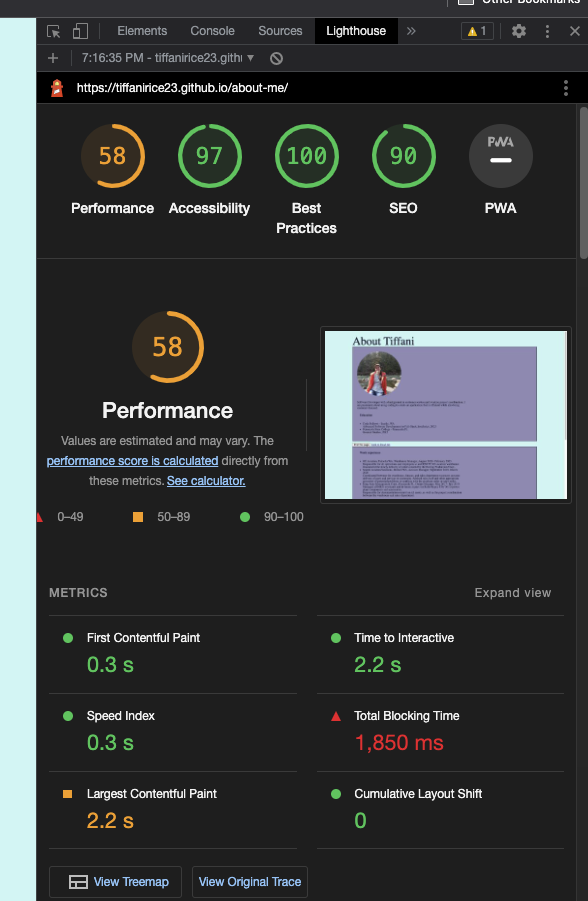 Other Bookmarks
Elements Console Sources Lighthouse » 1
7:16:35 PM - tiffanirice23.gith
https://tiffanirice23.github.io/about-me/
58 97 100 90 PWA
Performance Accessibility Best Practices SEO PWA
58
Performance
Values are estimated and may vary. The
performance score is calculated directly from
these metrics. See calculator.
0–49 50–89 90–100
About Tiffani
METRICS Expand view
First Contentful Paint
0.3 s
Time to Interactive
2.2 s
Speed Index
0.3 s
Total Blocking Time
1,850 ms
Largest Contentful Paint
2.2 s
Cumulative Layout Shift
0
View Treemap View Original Trace